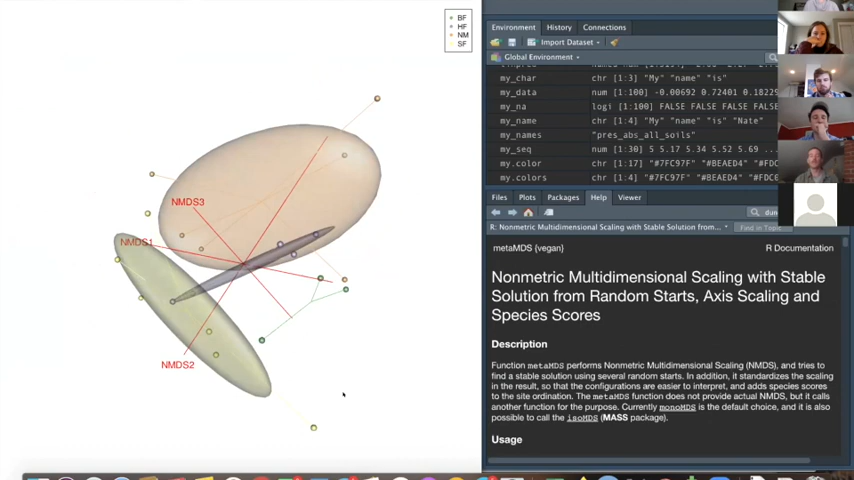 BF
HF
NM
SF
NMDS3
NMDS1
NMDS2
Environment History Connections
Import Dataset
Global Environment
my_char chr [1:3] "My" "name" "is"
my_data num [1:100] -0.00692 0.72401 0.18229
my_na logi [1:100] FALSE FALSE FALSE FALS
my_name chr [1:4] "My" "name" "is" "Nate"
my_names "pres_abs_all_soils"
my_seq num [1:30] 5 5.17 5.34 5.52 5.69 ...
my.color chr [1:17] "#7FC97F" "#BEAED4" "#FDC
my.colors chr [1:4] "#7FC97F" "#BEAED4" "#FDC0
Files Plots Packages Help Viewer
R: Nonmetric Multidimensional Scaling with Stable Solution from... Find in Topic
metaMDS {vegan} R Documentation
Nonmetric Multidimensional Scaling with Stable
Solution from Random Starts, Axis Scaling and
Species Scores
Description
Function metaMDS performs Nonmetric Multidimensional Scaling (NMDS), and tries to
find a stable solution using several random starts. In addition, it standardizes the scaling
in the result, so that the configurations are easier to interpret, and adds species scores
to the site ordination. The metaMDS function does not provide actual NMDS, but it calls
another function for the purpose. Currently monoMDS is the default choice, and it is also
possible to call the isoMDS (MASS package).
Usage